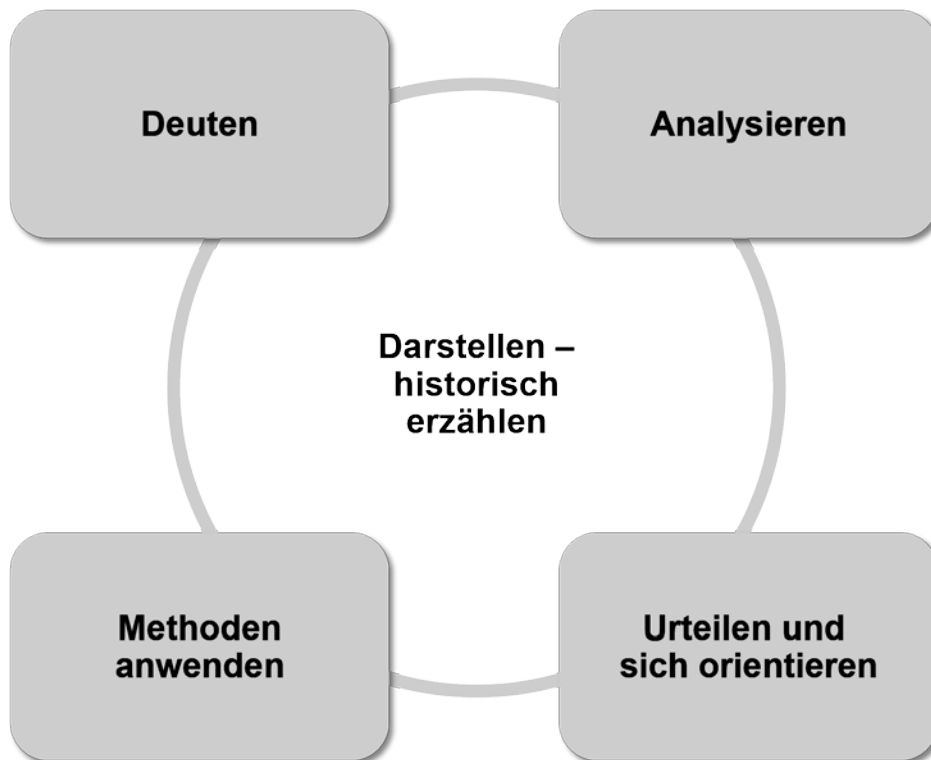 Deuten
Analysieren
Darstellen –
historisch
erzählen
Methoden
anwenden
Urteilen und
sich orientieren